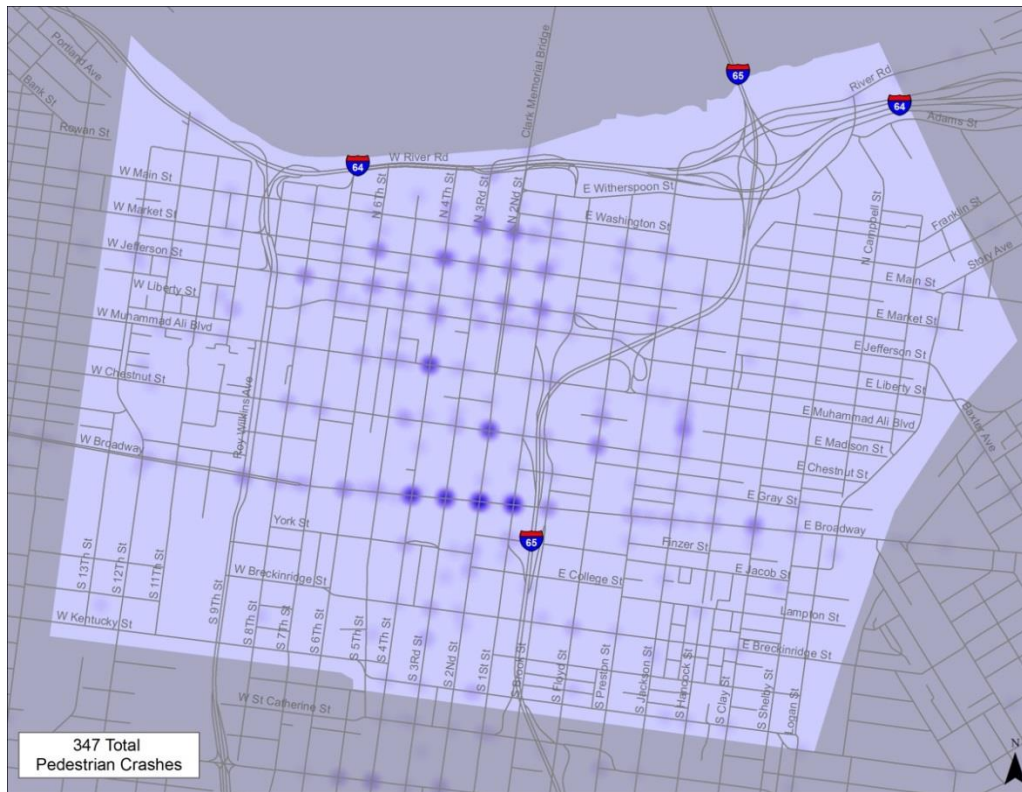 Portland Ave
Bank St
Rowan St
W Main St
W Market St
W Jefferson St
W Liberty St
W Muhammad Ali Blvd
W Chestnut St
W Broadway
Roy Wilkins Ave
64
W River Rd
Clark Memorial Bridge
65
River Rd
64
Adams St
N 6Th St
N 4Th St
N 3Rd St
N 2Nd St
E Witherspoon St
E Washington St
N Campbell St
Franklin St
Story Ave
E Main St
E Market St
E Jefferson St
E Liberty St
E Muhammad Ali Blvd
Baxter Ave
E Madison St
E Chestnut St
E Gray St
E Broadway
York St
65
Finzer St
E Jacob St
E College St
Lampton St
W Breckinridge St
E Breckinridge St
W Kentucky St
S 13Th St
S 12Th St
S 11Th St
S 9Th St
S 8Th St
S 7Th St
S 6Th St
S 5Th St
S 4Th St
S 3Rd St
S 2Nd St
S 1St St
S Brook St
S Floyd St
S Preston St
S Jackson St
S Hancock St
S Clay St
S Shelby St
Logan St
W St Catherine St
347 Total
Pedestrian Crashes
N